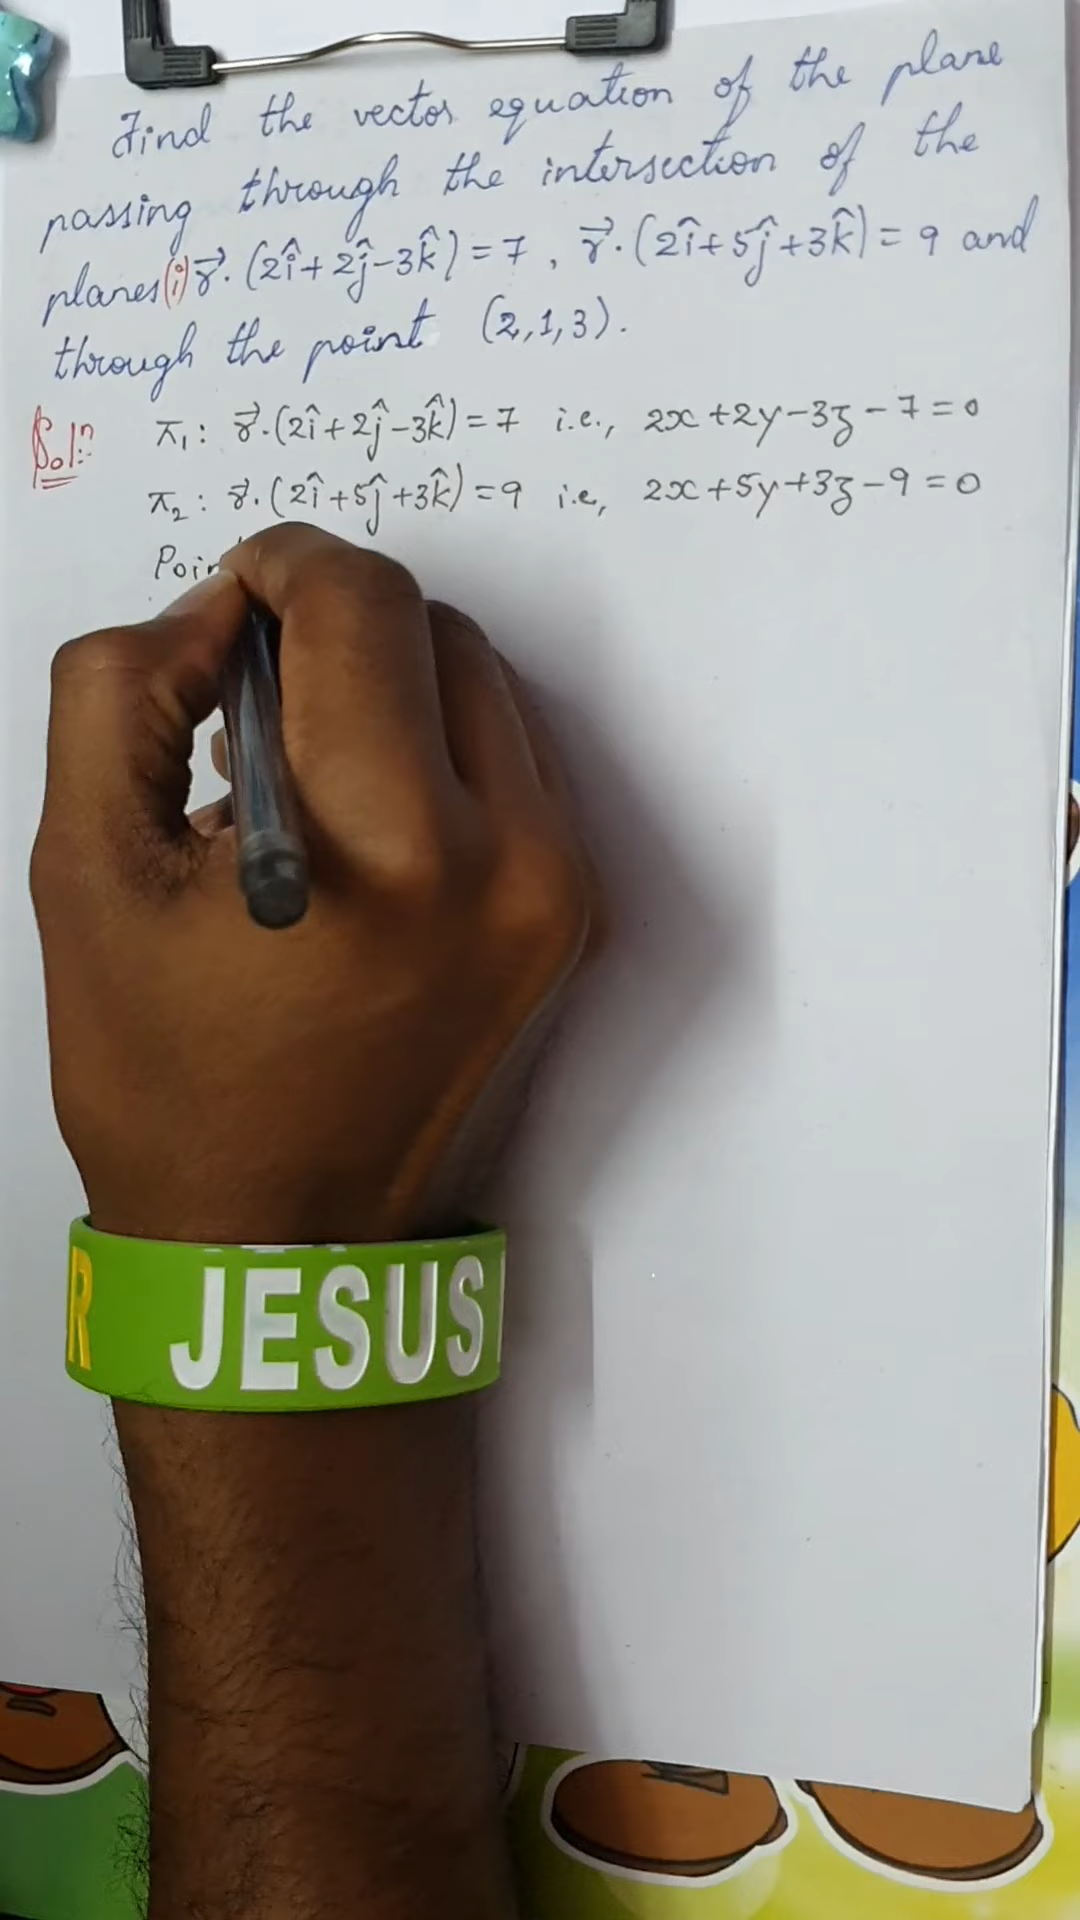 Find the vector equation of the plane
passing through the intersection of the
planes (i) r⃗.(2î+2ĵ-3k̂)=7, r⃗.(2î+5ĵ+3k̂)=9 and
through the point (2,1,3).
Sol:
π₁: r⃗.(2î+2ĵ-3k̂)=7 i.e., 2x+2y-3z-7=0
π₂: r⃗.(2î+5ĵ+3k̂)=9 i.e, 2x+5y+3z-9=0
R JESUS